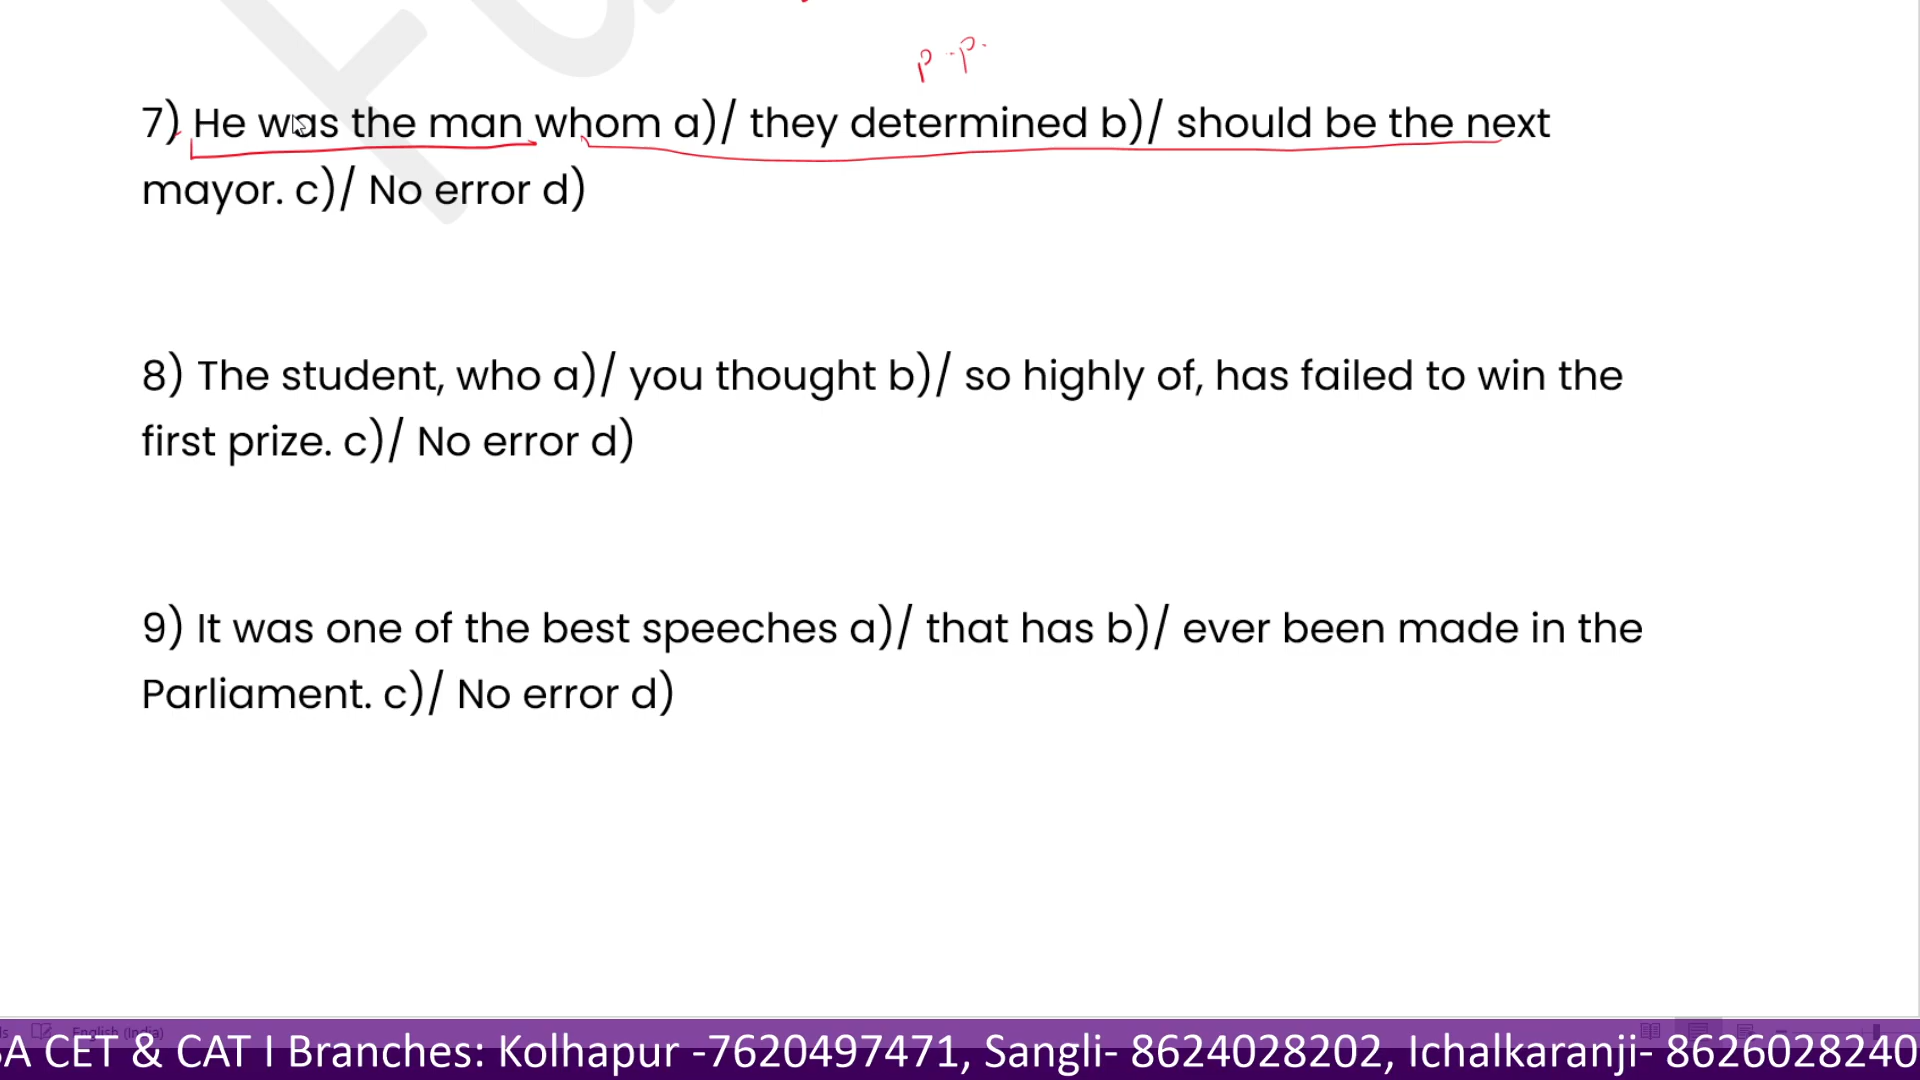 P.P.
7) He was the man whom a)/ they determined b)/ should be the next
mayor. c)/ No error d)
8) The student, who a)/ you thought b)/ so highly of, has failed to win the
first prize. c)/ No error d)
9) It was one of the best speeches a)/ that has b)/ ever been made in the
Parliament. c)/ No error d)
English (India)
A CET & CAT I Branches: Kolhapur -7620497471, Sangli- 8624028202, Ichalkaranji- 8626028240